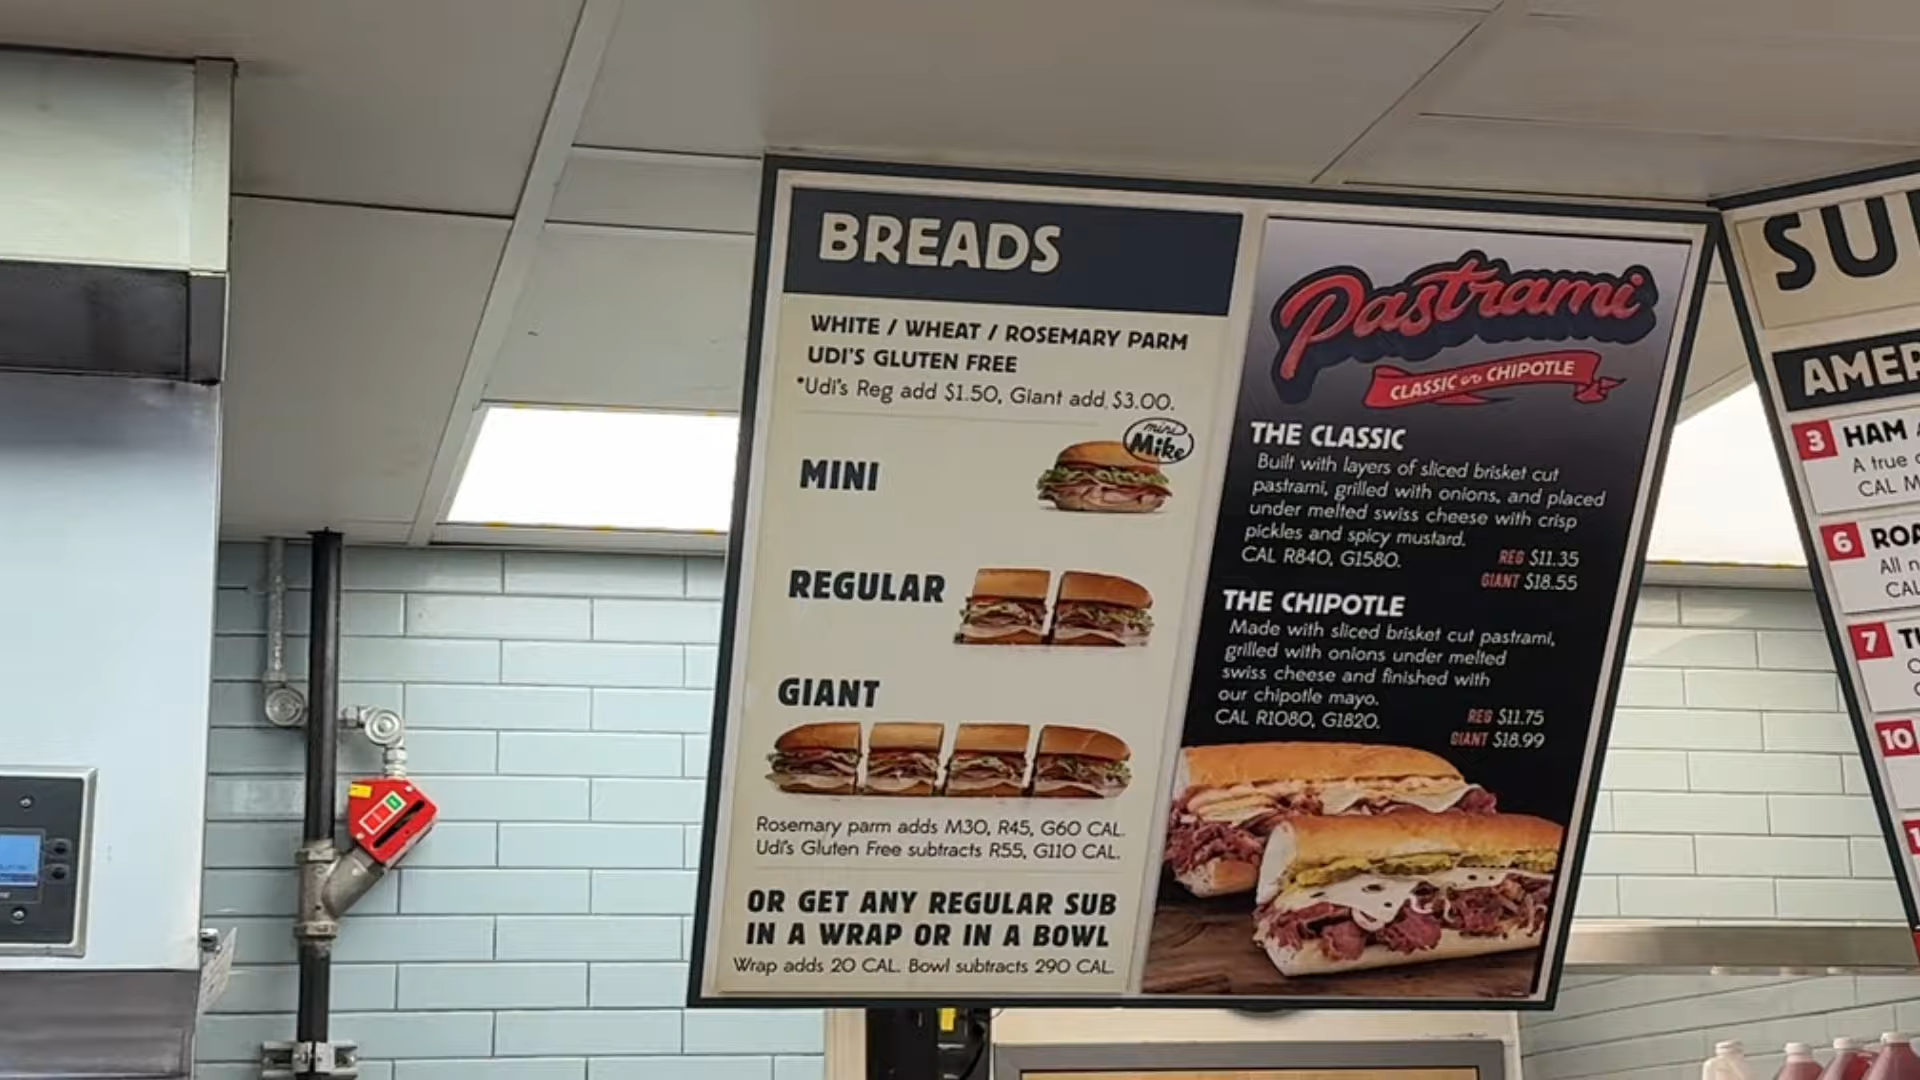 BREADS
WHITE / WHEAT / ROSEMARY PARM
UDI'S GLUTEN FREE
*Udi's Reg add $1.50, Giant add $3.00.
mini
Mike
MINI
REGULAR
GIANT
Rosemary parm adds M30, R45, G60 CAL.
Udi's Gluten Free subtracts R55, G110 CAL.
OR GET ANY REGULAR SUB
IN A WRAP OR IN A BOWL
Wrap adds 20 CAL. Bowl subtracts 290 CAL.
Pastrami
CLASSIC or CHIPOTLE
THE CLASSIC
Built with layers of sliced brisket cut
pastrami, grilled with onions, and placed
under melted swiss cheese with crisp
pickles and spicy mustard.
CAL R840, G1580.
REG $11.35
GIANT $18.55
THE CHIPOTLE
Made with sliced brisket cut pastrami,
grilled with onions under melted
swiss cheese and finished with
our chipotle mayo.
CAL R1080, G1820.
REG $11.75
GIANT $18.99
3 HAM
A true
CAL M
6
All
CAL
7
10